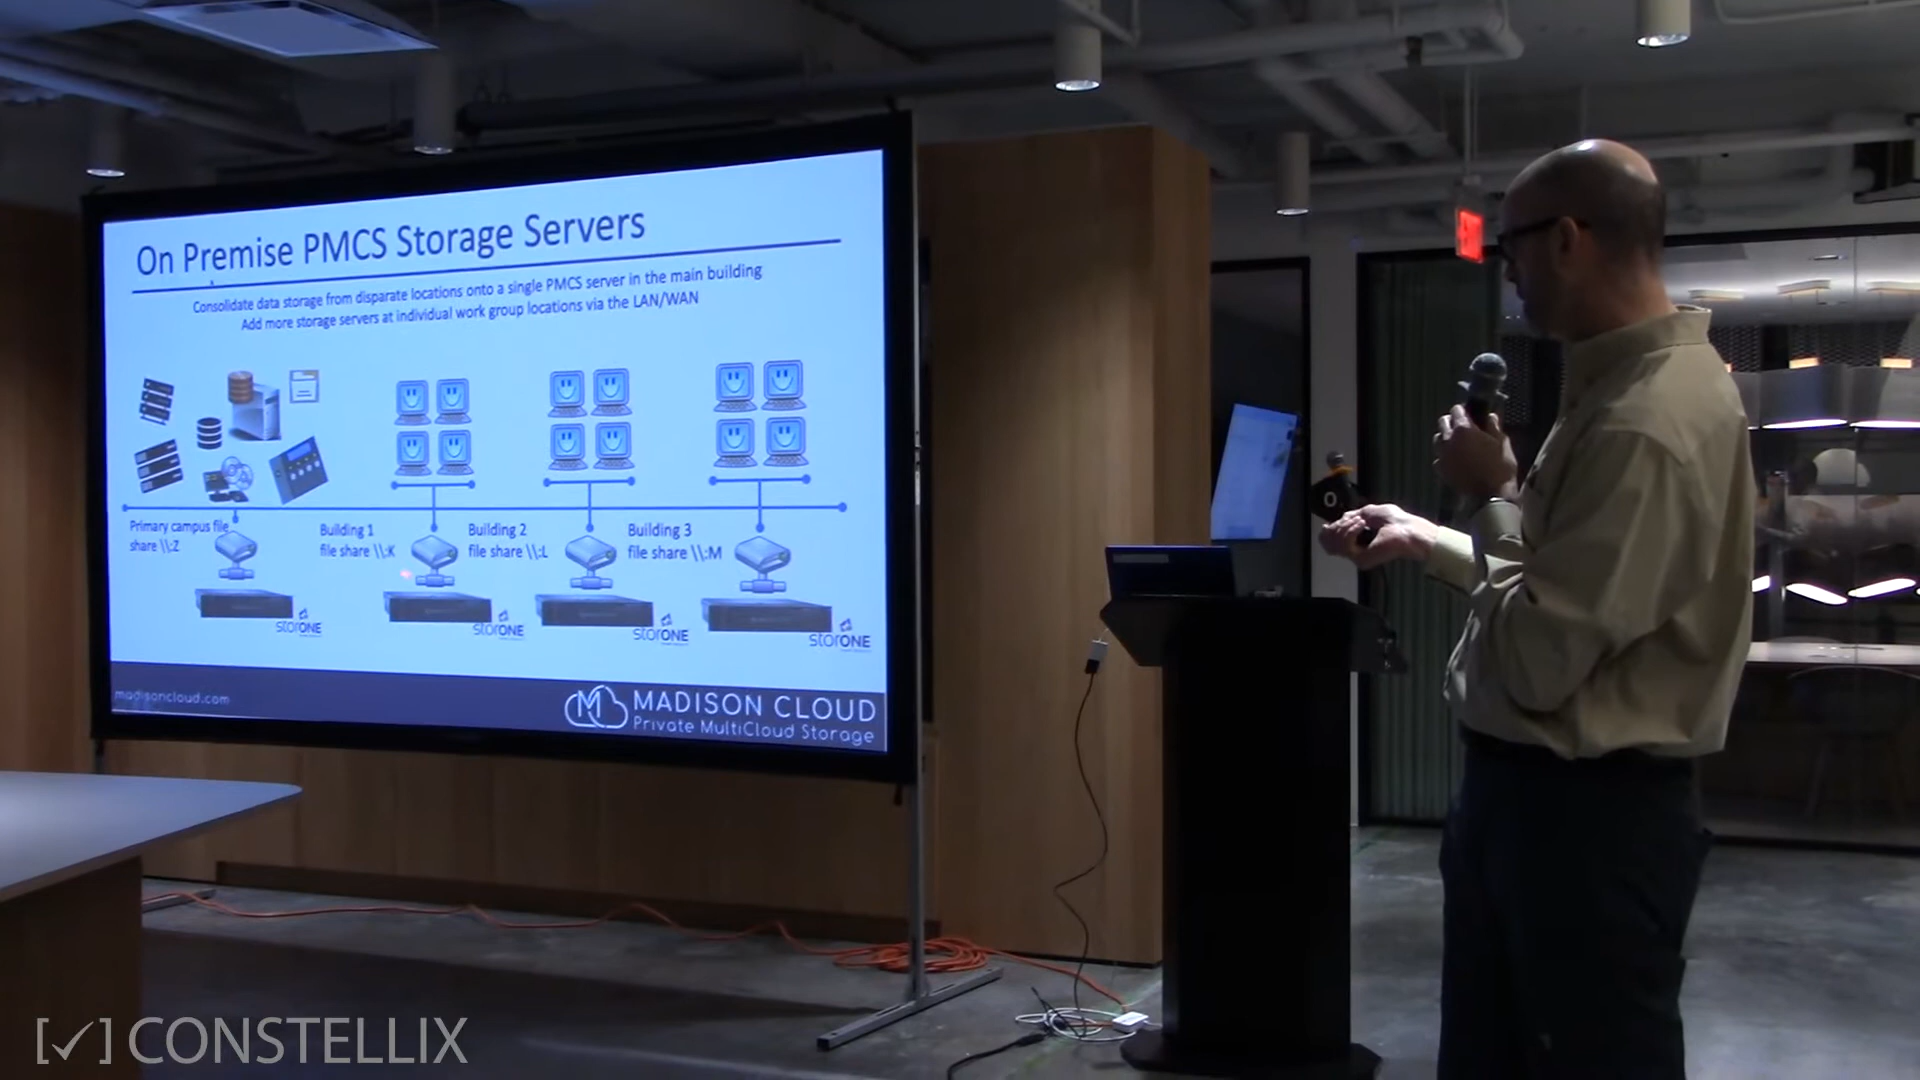 On Premise PMCS Storage Servers
Consolidate data storage from disparate locations onto a single PMCS server in the main building
Add more storage servers at individual work group locations via the LAN/WAN
Primary campus file
share \\:Z
Building 1
file share \\:K
Building 2
file share \\:L
Building 3
file share \\:M
storONE
storONE
storONE
storONE
madisoncloud.com
M
MADISON CLOUD
Private MultiCloud Storage
[✓] CONSTELLIX